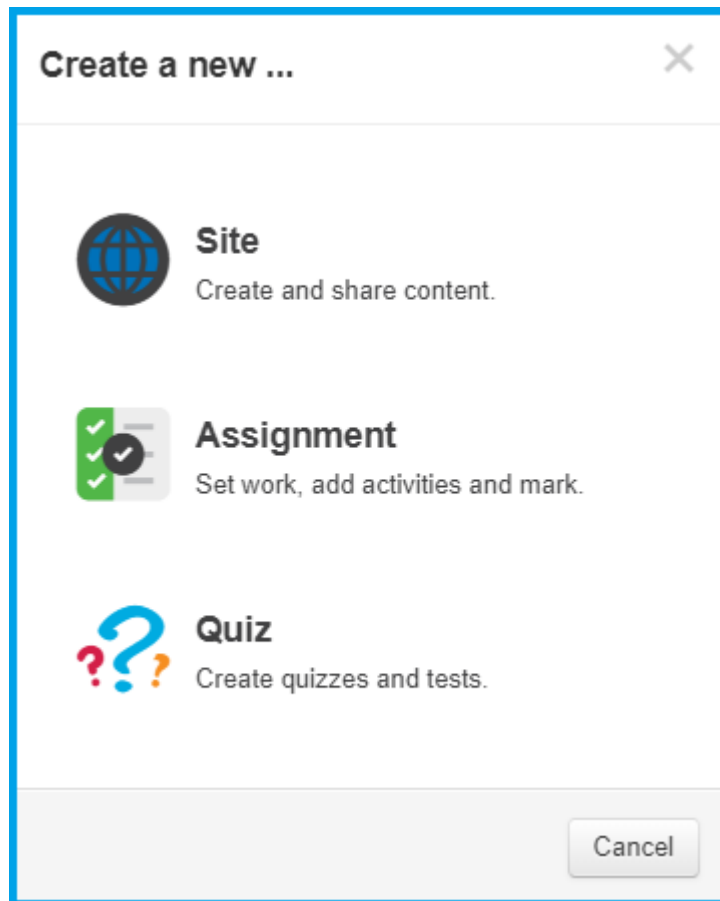 Create a new ...
Site
Create and share content.
Assignment
Set work, add activities and mark.
Quiz
Create quizzes and tests.
Cancel